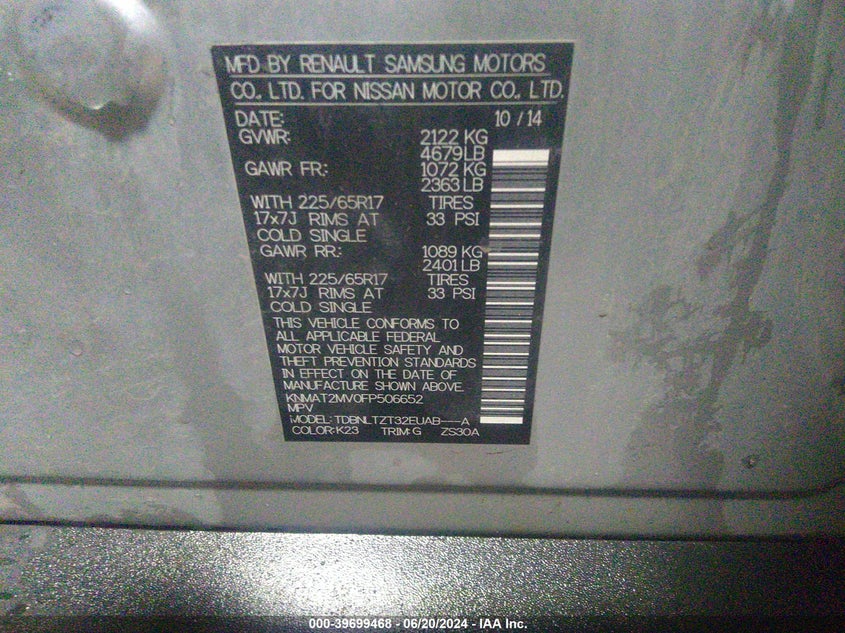 MFD BY RENAULT SAMSUNG MOTORS
CO., LTD. FOR NISSAN MOTOR CO., LTD.
DATE: 10 / 14
GVWR: 2122 KG
4679 LB
GAWR FR: 1072 KG
2363 LB
WITH 225/65R17 TIRES
17x7J RIMS AT 33 PSI
COLD SINGLE
GAWR RR: 1089 KG
2401 LB
WITH 225/65R17 TIRES
17x7J RIMS AT 33 PSI
COLD SINGLE
THIS VEHICLE CONFORMS TO
ALL APPLICABLE FEDERAL
MOTOR VEHICLE SAFETY AND
THEFT PREVENTION STANDARDS
IN EFFECT ON THE DATE OF
MANUFACTURE SHOWN ABOVE.
KNMAT2MV0FP506652
MPV
MODEL: TDBNLTZT32EUAB---A
COLOR: K23 TRIM: G ZS30A
000-39699468 - 06/20/2024 - IAA Inc.